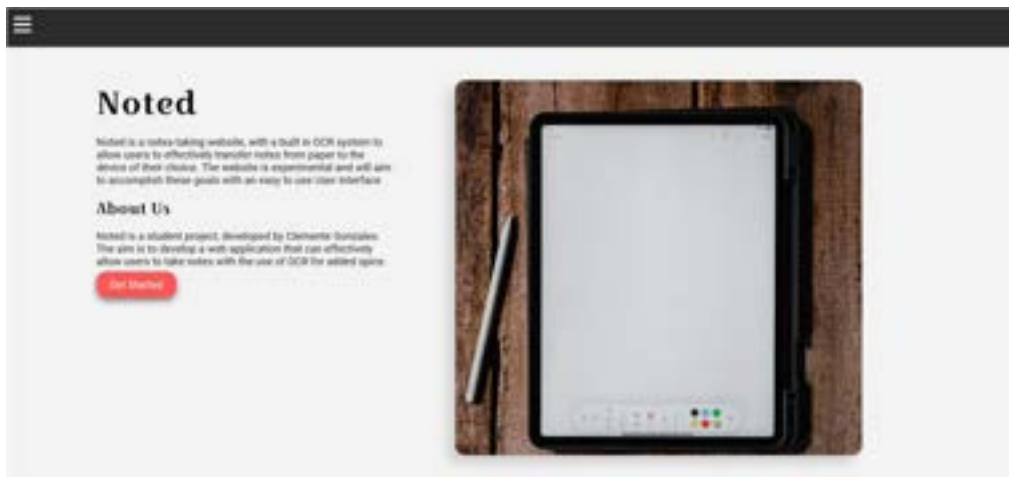 Noted
Noted is a notes-taking website, with a built in OCR system to
allow users to effectively transfer notes from paper to the
device of their choice. The website is experimental and will aim
to accomplish these goals with an easy to use User Interface
About Us
Noted is a student project, developed by Clemente Gonzales.
The aim is to develop a web application that can effectively
allow users to take notes with the use of OCR for added spice.
Get Started